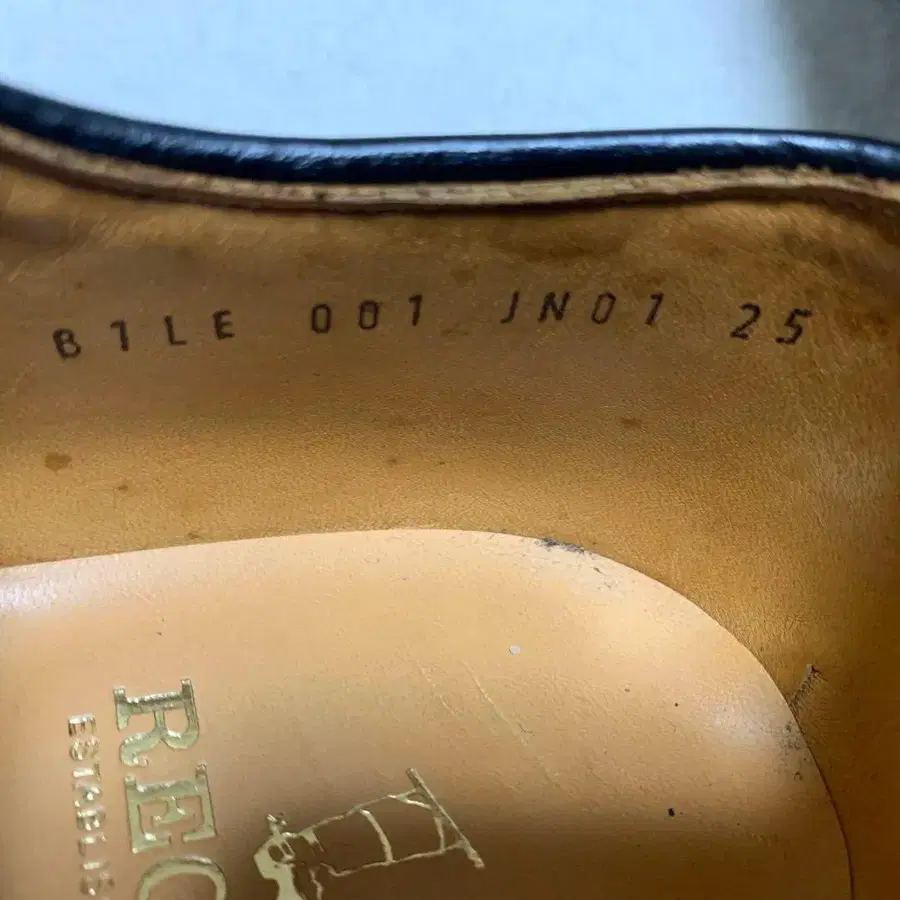 B1LE 001 JN01 25
REG
ESTABLIS